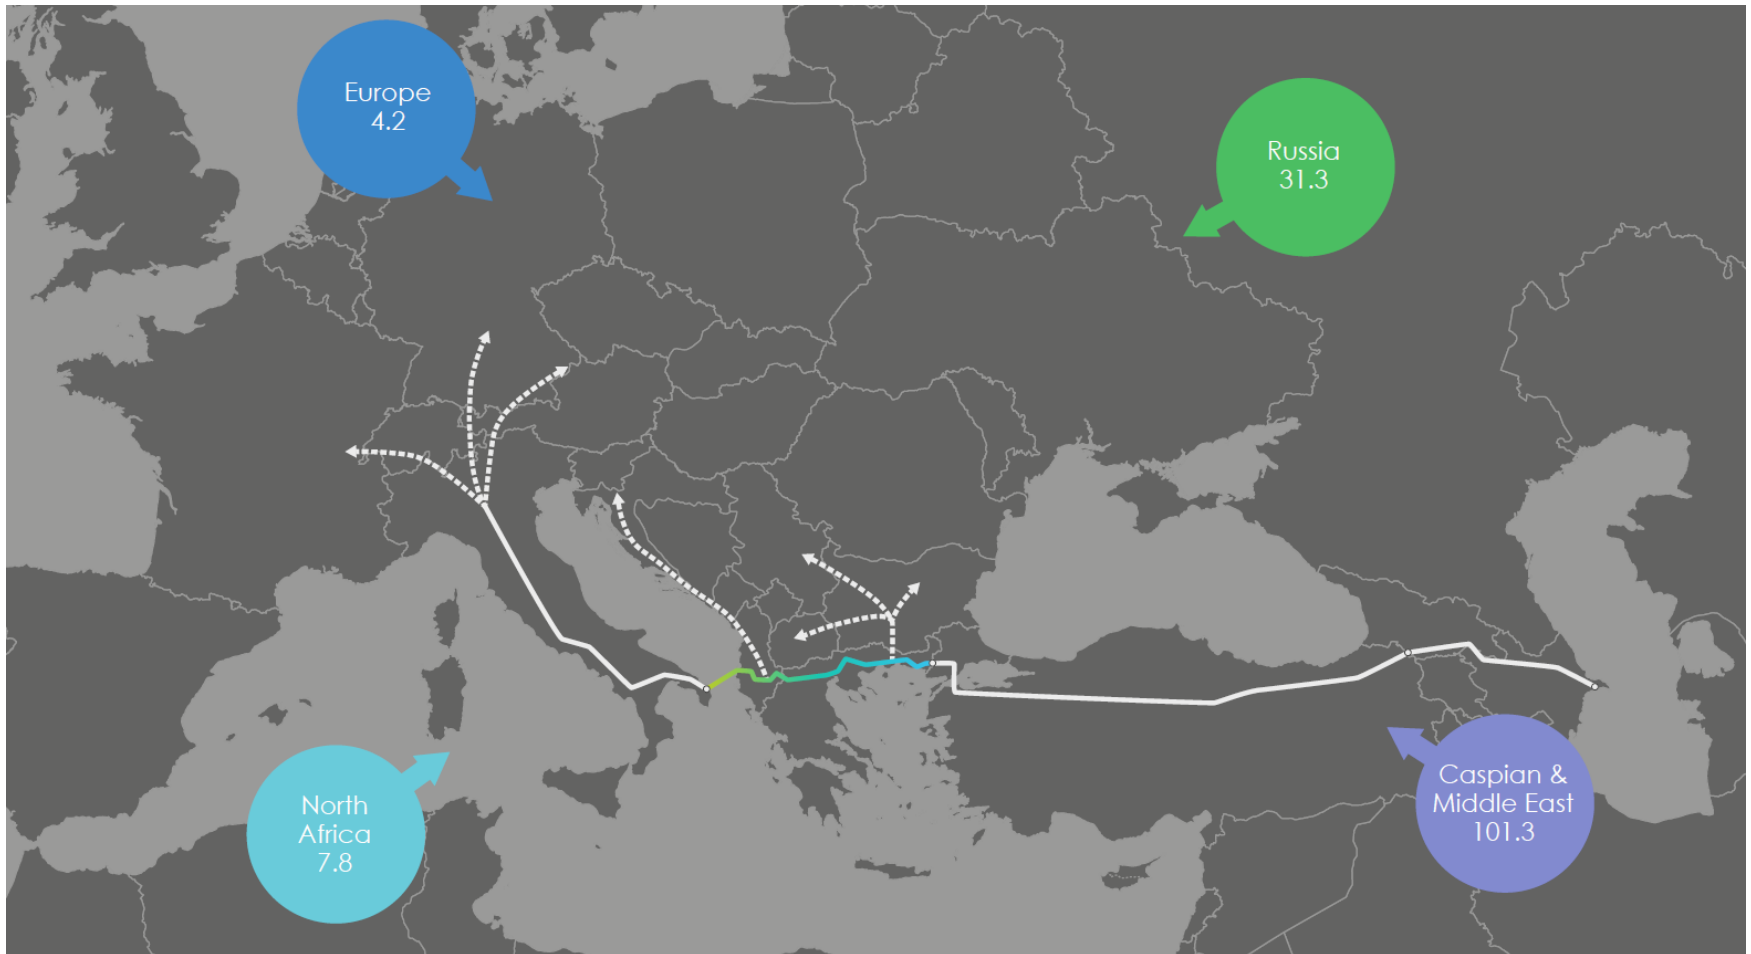 Europe
4.2
Russia
31.3
North
Africa
7.8
Caspian &
Middle East
101.3